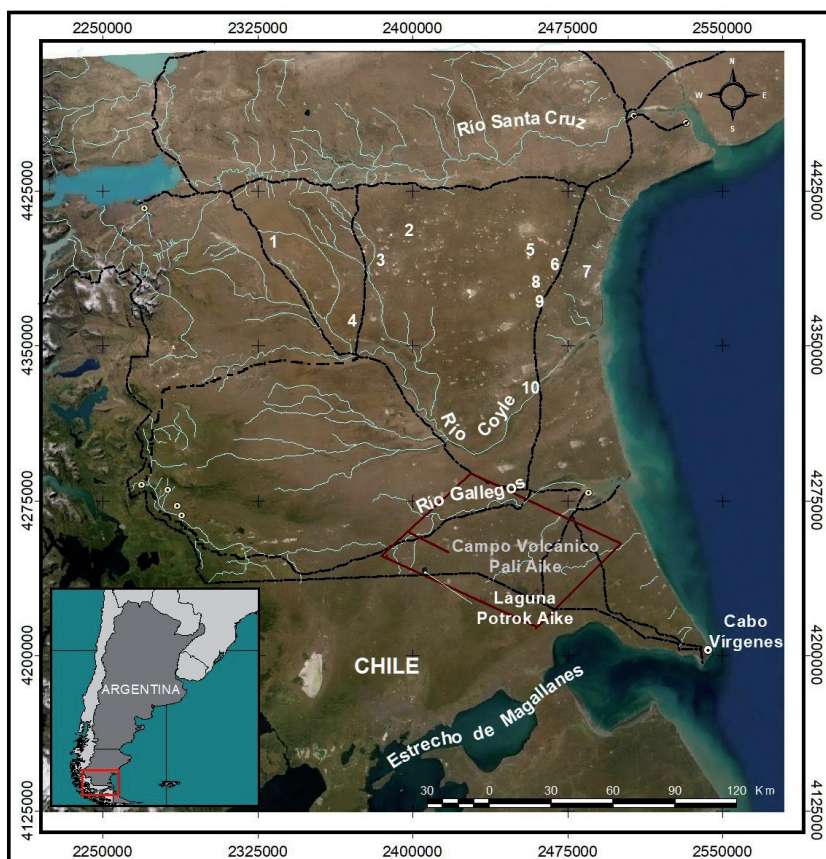 2250000 2325000 2400000 2475000 2550000
N
W E
S
Río Santa Cruz
4425000 4425000
1
2
3
4
5
6
7
8
9
10
4350000 4350000
Río
Coyle
Río Gallegos
4275000 4275000
Campo Volcánico
Pali Aike
Laguna
Potrok Aike
Cabo
Vírgenes
4200000 4200000
CHILE
Estrecho de Magallanes
ARGENTINA
30 0 30 60 90 120 Km
4125000 4125000
2250000 2325000 2400000 2475000 2550000